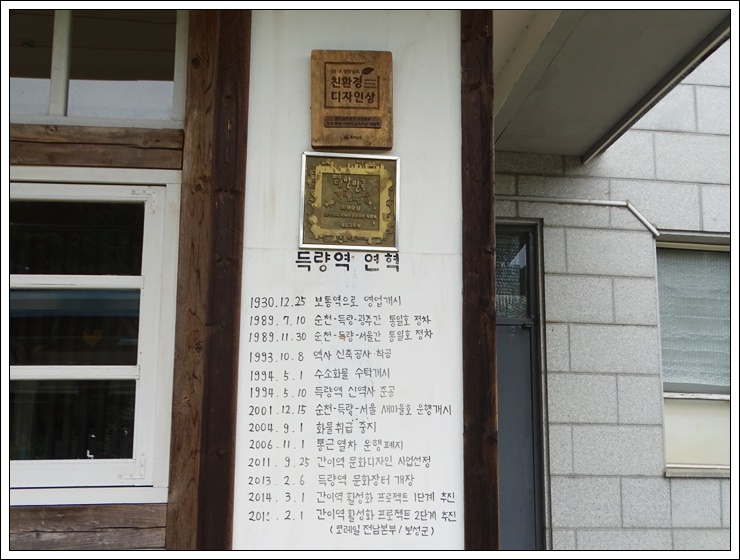 친환경
디자인상
득량역 연혁
1930.12.25 보통역으로 영업개시
1989.7.10 순천-득량-광주간 통일호 정차
1989.11.30 순천-득량-서울간 통일호 정차
1993.10.8 역사 신축공사 착공
1994.5.1 수소화물 수탁개시
1994.5.10 득량역 신역사 준공
2001.12.15 순천-득량-서울 새마을호 운행개시
2004.9.1 화물취급 중지
2006.11.1 통근열차 운행폐지
2011.9.25 간이역 문화디자인 사업선정
2013.2.6 득량역 문화장터 개장
2014.3.1 간이역 활성화 프로젝트 1단계 추진
2.1 간이역 활성화 프로젝트 2단계 추진
(코레일 전남본부/보성군)